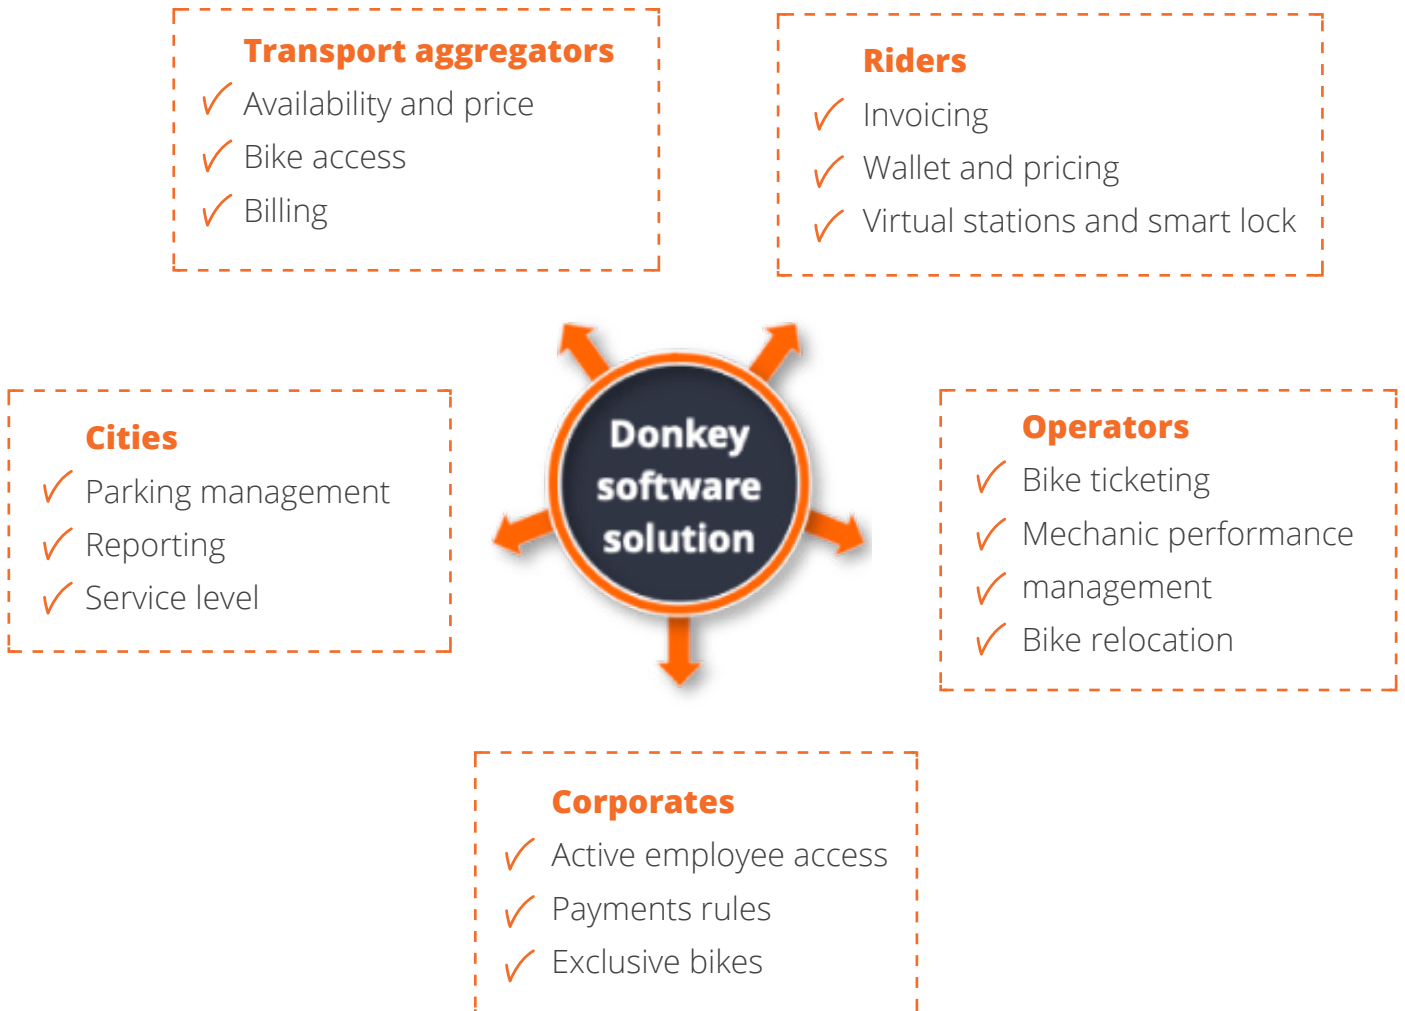 Transport aggregators
Availability and price
Bike access
Billing
Riders
Invoicing
Wallet and pricing
Virtual stations and smart lock
Cities
Parking management
Reporting
Service level
Donkey
software
solution
Operators
Bike ticketing
Mechanic performance
management
Bike relocation
Corporates
Active employee access
Payments rules
Exclusive bikes